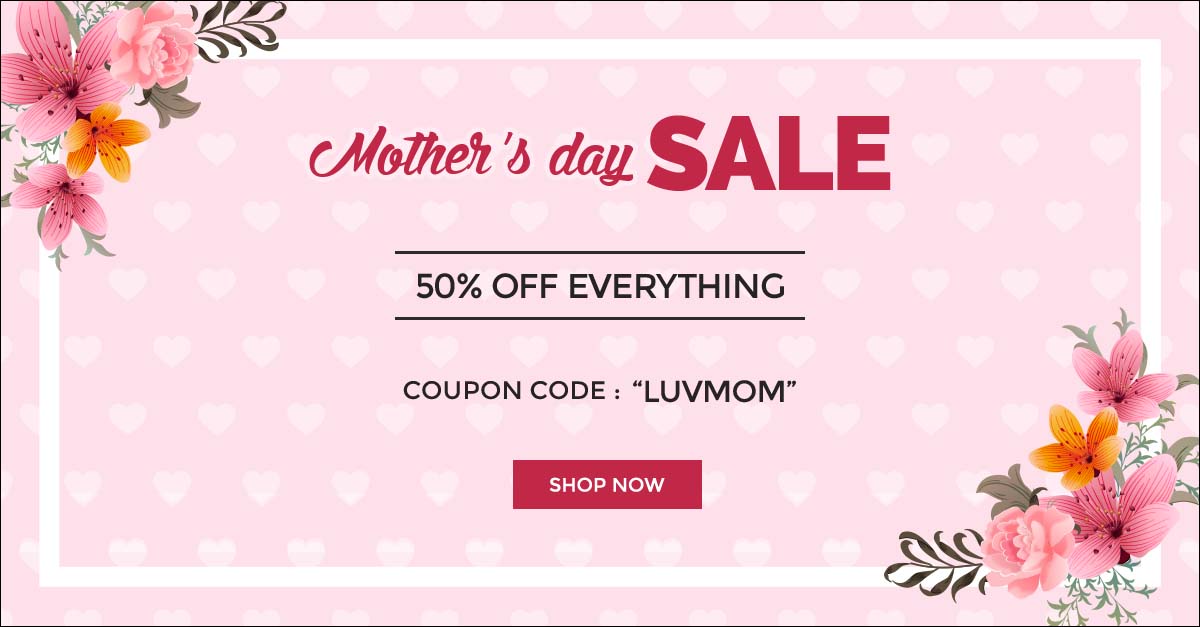 Mother's day SALE
50% OFF EVERYTHING
COUPON CODE : “LUVMOM”
SHOP NOW